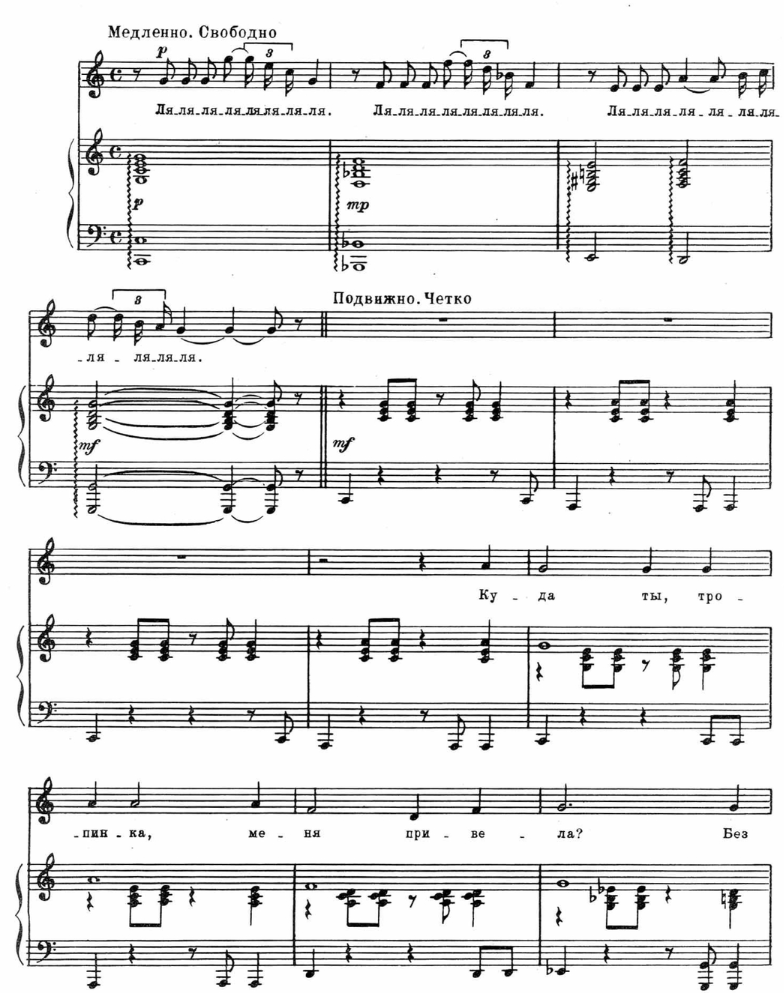 Медленно. Свободно
p
3
3
Ля_ля_ля_ля_ля_ля_ля_ля. Ля_ля_ля_ля_ля_ля_ля_ля. Ля_ля_ля_ля_ля_ля_ля_
p
mp
3
Подвижно. Четко
_ля_ля_ля_ля.
mf
mf
Ку_да ты, тро_
_пин_ка, ме_ня при_ве_ла? Без